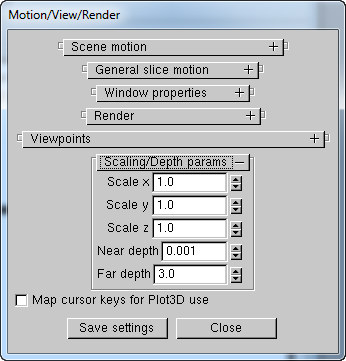 Motion/View/Render
Scene motion
General slice motion
Window properties
Render
Viewpoints
Scaling/Depth params
Scale x 1.0
Scale y 1.0
Scale z 1.0
Near depth 0.001
Far depth 3.0
Map cursor keys for Plot3D use
Save settings Close